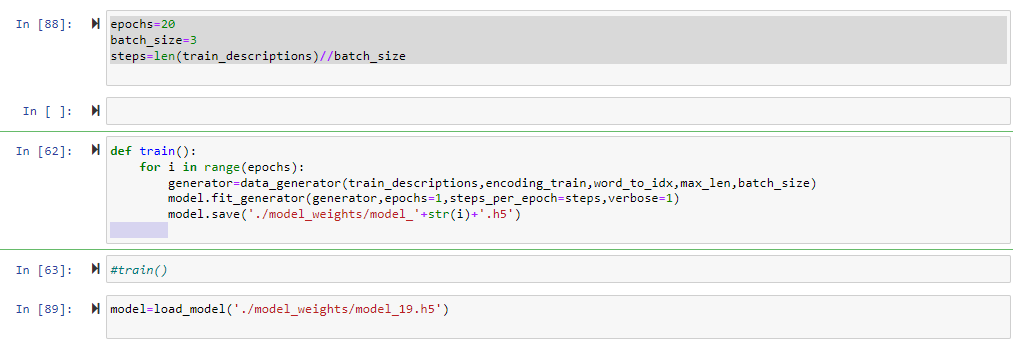 In [88]:
epochs=20
batch_size=3
steps=len(train_descriptions)//batch_size
In [ ]:
In [62]:
def train():
    for i in range(epochs):
        generator=data_generator(train_descriptions,encoding_train,word_to_idx,max_len,batch_size)
        model.fit_generator(generator,epochs=1,steps_per_epoch=steps,verbose=1)
        model.save('./model_weights/model_'+str(i)+'.h5')
In [63]:
#train()
In [89]:
model=load_model('./model_weights/model_19.h5')